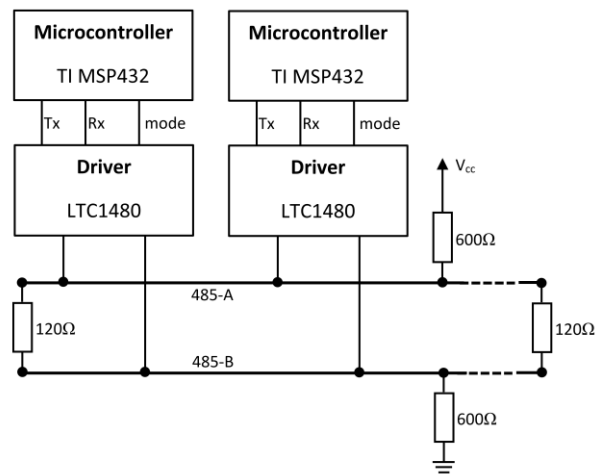 Microcontroller
TI MSP432
Microcontroller
TI MSP432
Tx Rx mode
Tx Rx mode
Driver
LTC1480
Driver
LTC1480
Vcc
600Ω
485-A
120Ω
120Ω
485-B
600Ω